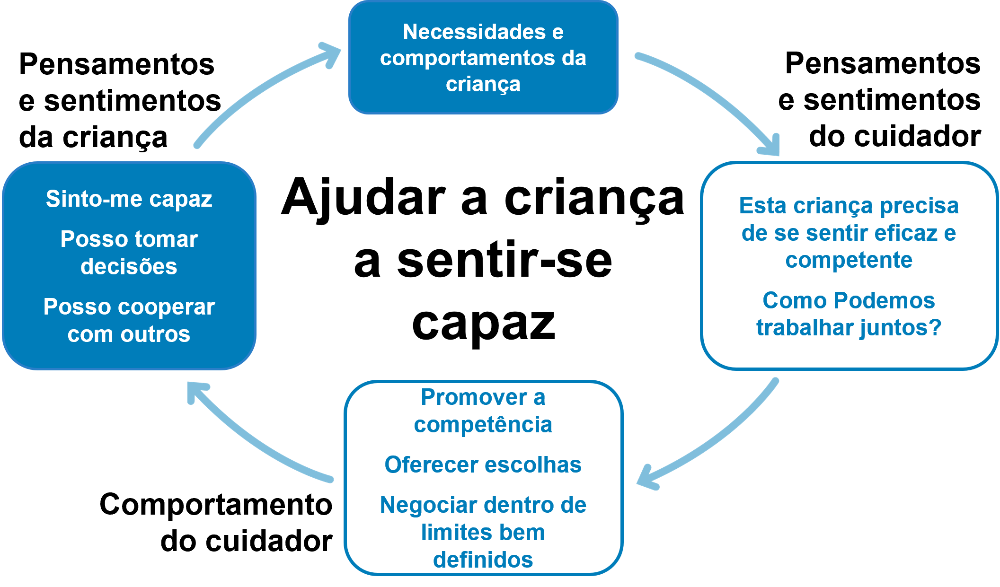 Necessidades e
comportamentos da
criança
Pensamentos
e sentimentos
do cuidador
Esta criança precisa
de se sentir eficaz e
competente
Como Podemos
trabalhar juntos?
Promover a
competência
Oferecer escolhas
Negociar dentro de
limites bem
definidos
Comportamento
do cuidador
Pensamentos
e sentimentos
da criança
Sinto-me capaz
Posso tomar
decisões
Posso cooperar
com outros
Ajudar a criança
a sentir-se
capaz